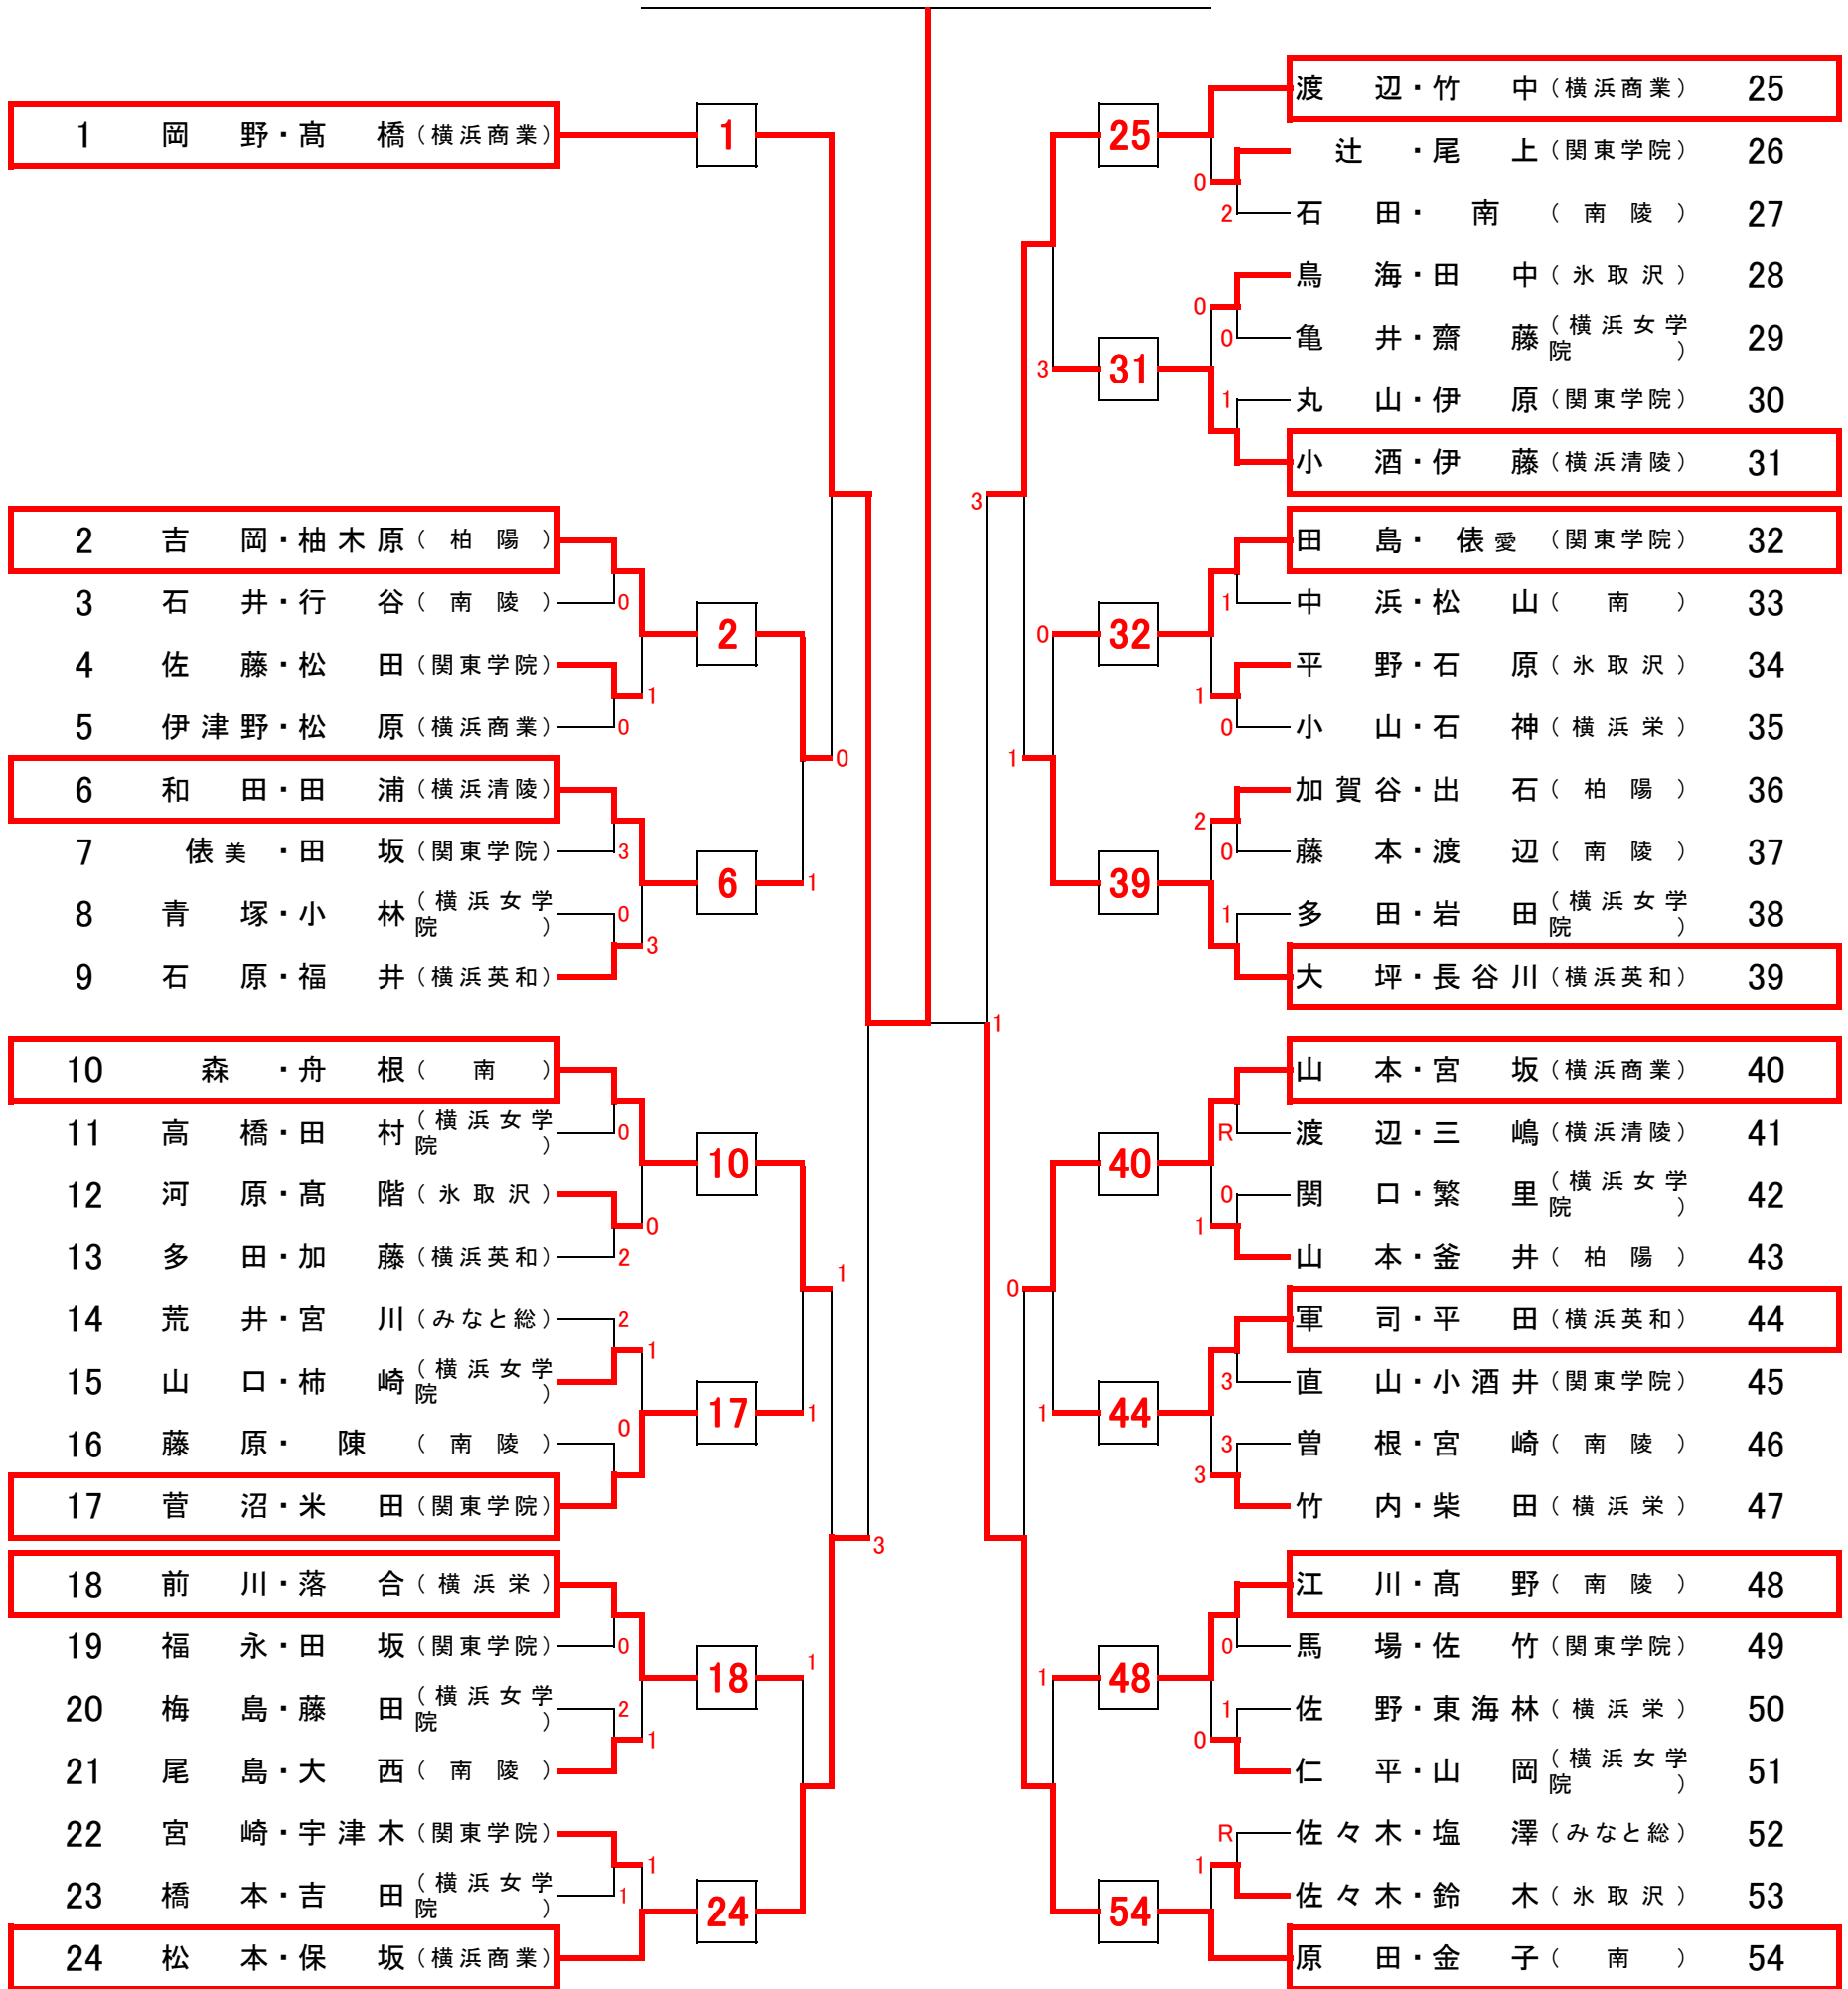 1 岡野・髙橋(横浜商業)
2 吉岡・柚木原(柏陽)
3 石井・行谷(南陵)
4 佐藤・松田(関東学院)
5 伊津野・松原(横浜商業)
6 和田・田浦(横浜清陵)
7 俵美・田坂(関東学院)
8 青塚・小林(横浜女学院)
9 石原・福井(横浜英和)
10 森・舟根(南)
11 高橋・田村(横浜女学院)
12 河原・髙階(氷取沢)
13 多田・加藤(横浜英和)
14 荒井・宮川(みなと総)
15 山口・柿崎(横浜女学院)
16 藤原・陳(南陵)
17 菅沼・米田(関東学院)
18 前川・落合(横浜栄)
19 福永・田坂(関東学院)
20 梅島・藤田(横浜女学院)
21 尾島・大西(南陵)
22 宮崎・宇津木(関東学院)
23 橋本・吉田(横浜女学院)
24 松本・保坂(横浜商業)
0
1
0
3
0
3
0
0
2
2
1
0
0
2
1
1
1
2
6
10
17
18
24
0
1
1
1
1
3
1
3
1
0
3
0
1
1
1
25
31
32
39
40
44
48
54
0
2
0
0
1
1
1
0
2
0
1
R
0
1
3
3
3
0
1
0
R
1
渡辺・竹中(横浜商業) 25
辻・尾上(関東学院) 26
石田・南(南陵) 27
鳥海・田中(氷取沢) 28
亀井・齋藤(横浜女学院) 29
丸山・伊原(関東学院) 30
小酒・伊藤(横浜清陵) 31
田島・俵愛(関東学院) 32
中浜・松山(南) 33
平野・石原(氷取沢) 34
小山・石神(横浜栄) 35
加賀谷・出石(柏陽) 36
藤本・渡辺(南陵) 37
多田・岩田(横浜女学院) 38
大坪・長谷川(横浜英和) 39
山本・宮坂(横浜商業) 40
渡辺・三嶋(横浜清陵) 41
関口・繁里(横浜女学院) 42
山本・釜井(柏陽) 43
軍司・平田(横浜英和) 44
直山・小酒井(関東学院) 45
曽根・宮崎(南陵) 46
竹内・柴田(横浜栄) 47
江川・髙野(南陵) 48
馬場・佐竹(関東学院) 49
佐野・東海林(横浜栄) 50
仁平・山岡(横浜女学院) 51
佐々木・塩澤(みなと総) 52
佐々木・鈴木(氷取沢) 53
原田・金子(南) 54